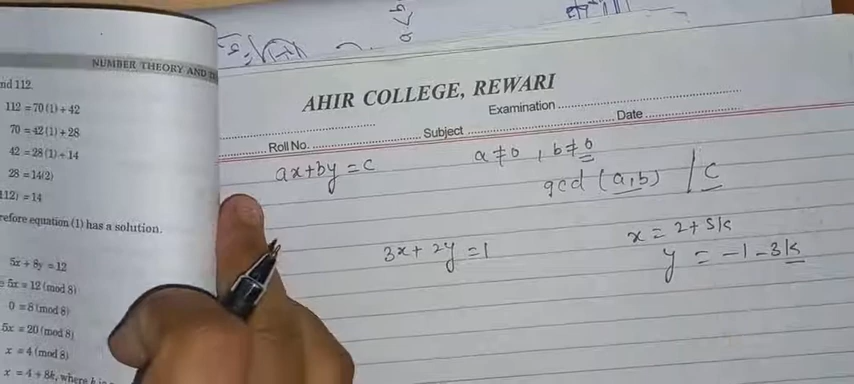 NUMBER THEORY AND
nd 112.
112 = 70 (1) + 42
70 = 42 (1) + 28
42 = 28 (1) + 14
28 = 14 (2)
112) = 14
refore equation (1) has a solution.
5x + 8y = 12
5x = 12 (mod 8)
0 = 8 (mod 8)
5x = 20 (mod 8)
x = 4 (mod 8)
x = 4 + 8k, where k
AHIR COLLEGE, REWARI
Examination
Roll No. Subject Date
ax+by = c a ≠ 0 , b ≠ 0
gcd (a,b) | c
3x + 2y = 1 x = 2 + 5k
y = -1 - 3k